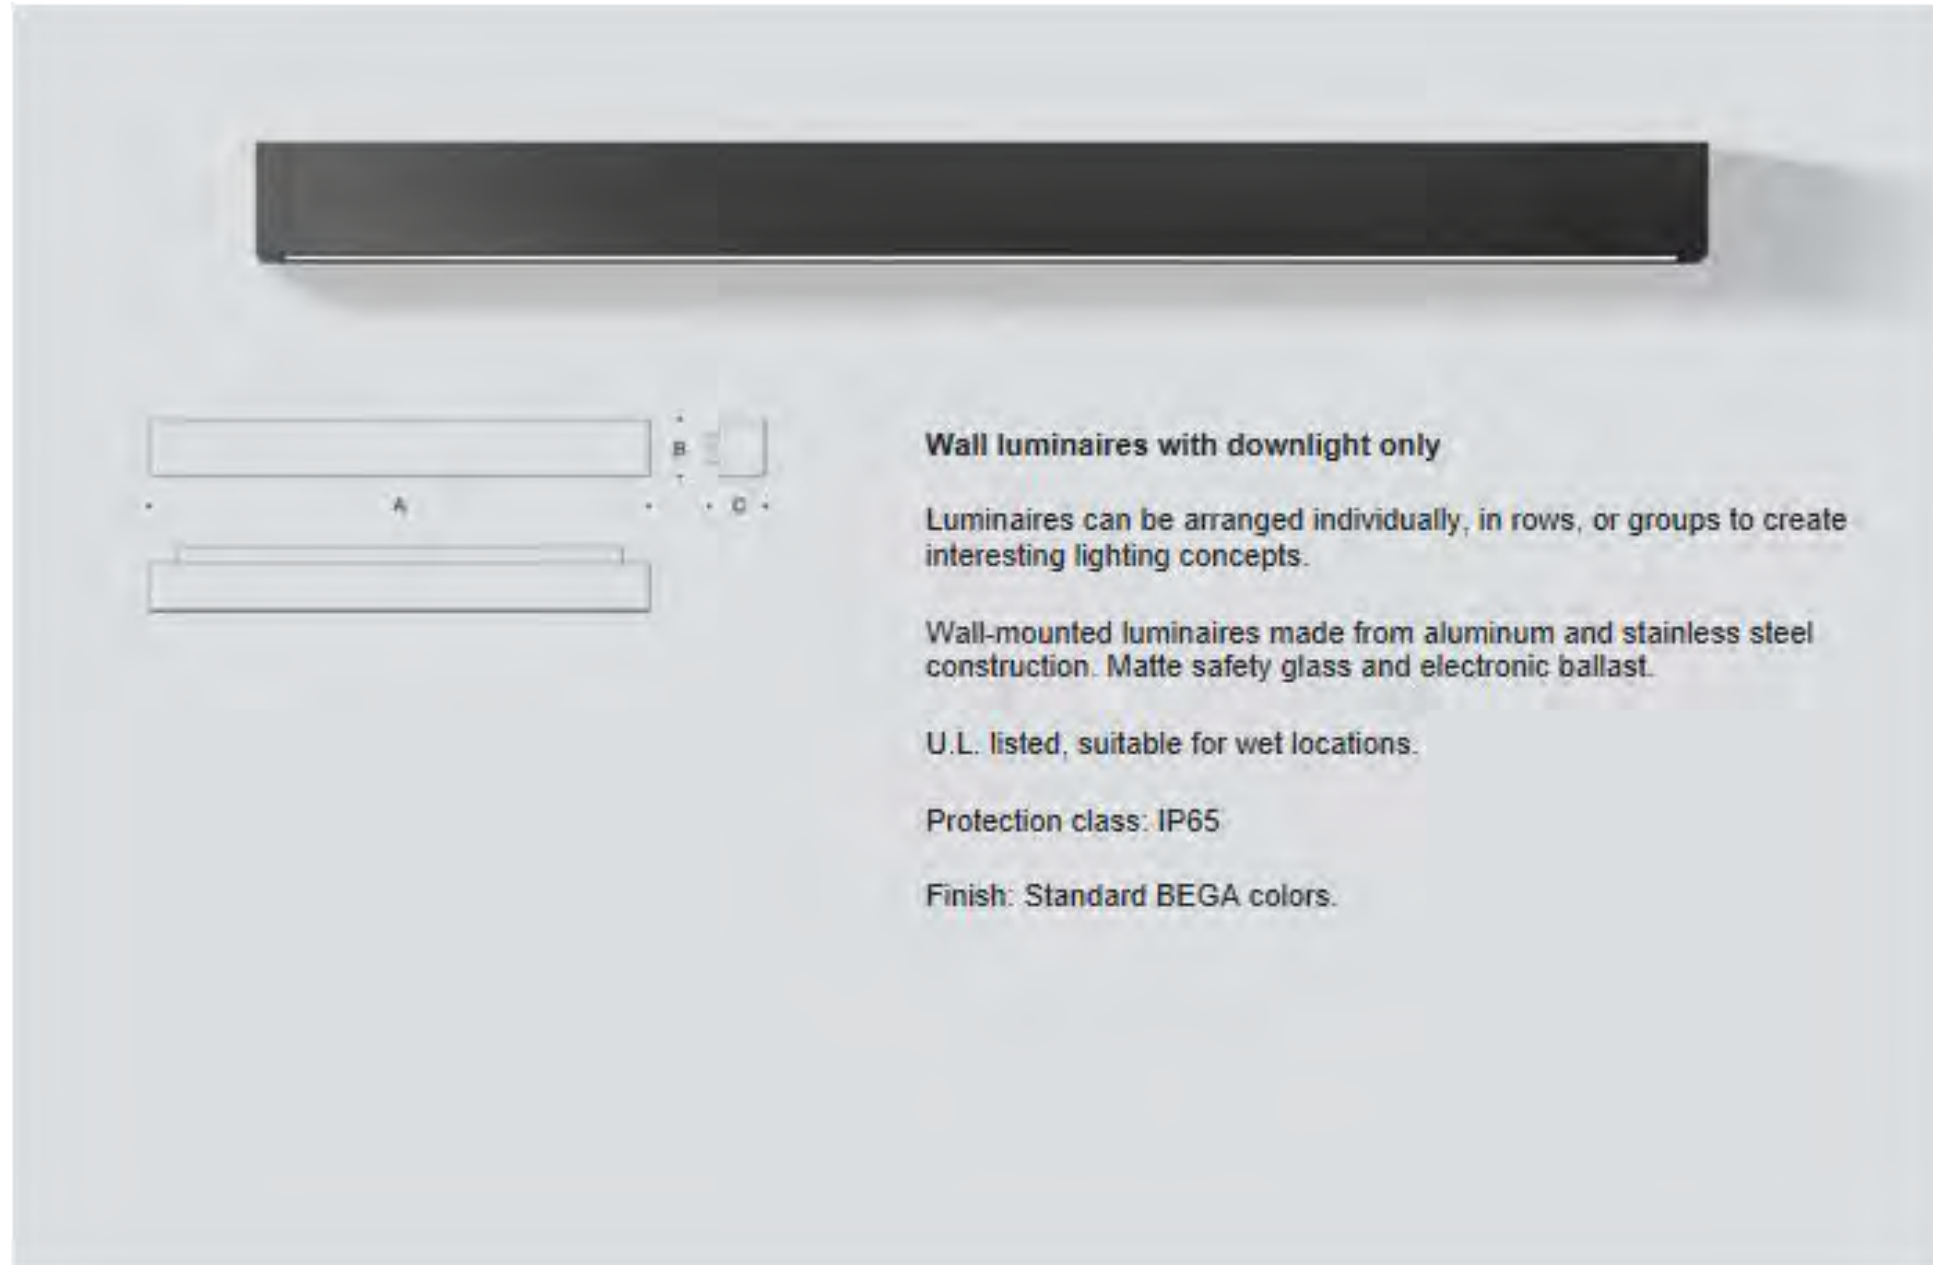 B
A
C
Wall luminaires with downlight only
Luminaires can be arranged individually, in rows, or groups to create
interesting lighting concepts.
Wall-mounted luminaires made from aluminum and stainless steel
construction. Matte safety glass and electronic ballast.
U.L. listed, suitable for wet locations.
Protection class: IP65
Finish: Standard BEGA colors.